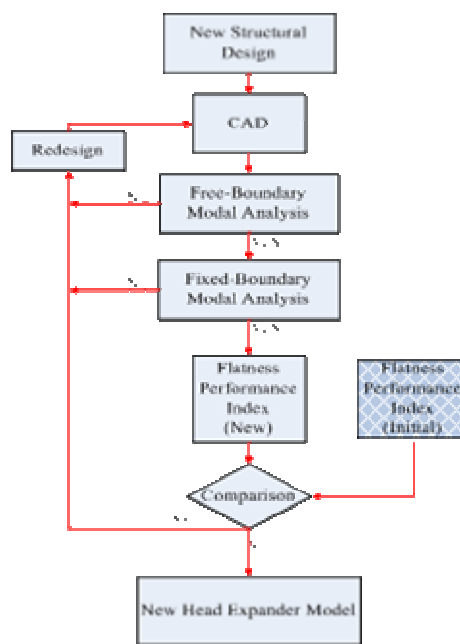 New Structural
Design
CAD
Redesign
Free-Boundary
Modal Analysis
Fixed-Boundary
Modal Analysis
Flatness
Performance
Index
(New)
Flatness
Performance
Index
(Initial)
Comparison
New Head Expander Model